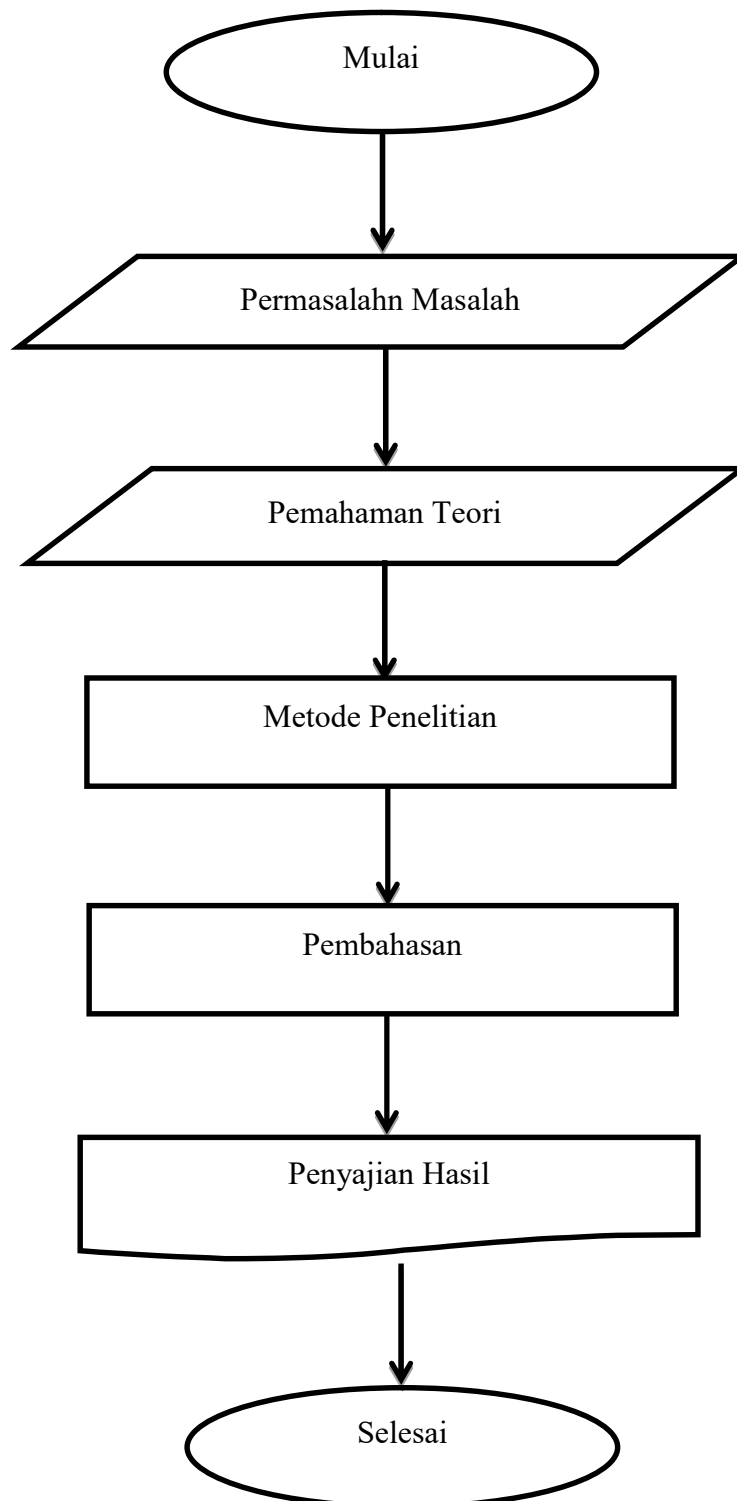 Mulai
Permasalahn Masalah
Pemahaman Teori
Metode Penelitian
Pembahasan
Penyajian Hasil
Selesai